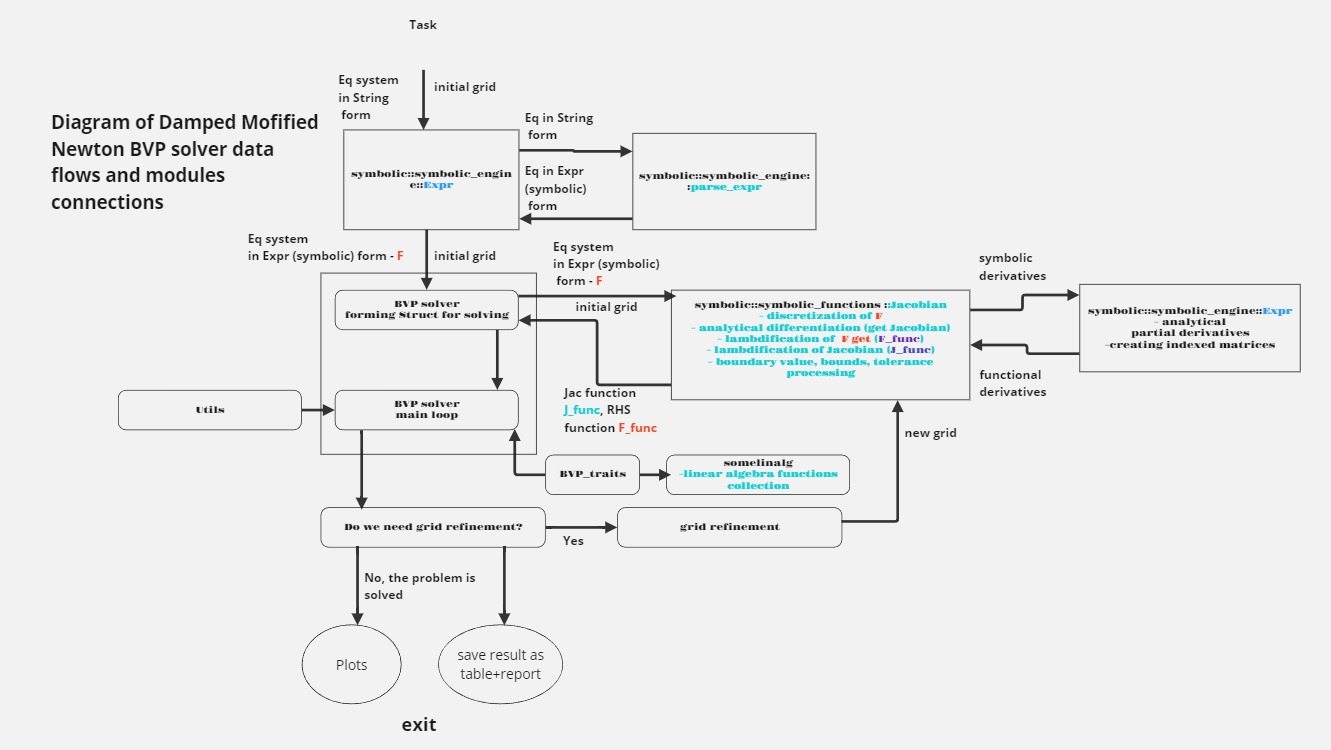 Task
Eq system
in String
form
initial grid
Diagram of Damped Mofified
Newton BVP solver data
flows and modules
connections
Eq in String
form
symbolic::symbolic_engin
e::Expr
Eq in Expr
(symbolic)
form
symbolic::symbolic_engine:
:parse_expr
Eq system
in Expr (symbolic) form - F
initial grid
Eq system
in Expr (symbolic)
form - F
initial grid
symbolic
derivatives
BVP solver
forming Struct for solving
symbolic::symbolic_functions ::Jacobian
- discretization of F
- analytical differentiation (get Jacobian)
- lambdification of F get (F_func)
- lambdification of Jacobian (J_func)
- boundary value, bounds, tolerance
processing
symbolic::symbolic_engine::Expr
- analytical
partial derivatives
-creating indexed matrices
functional
derivatives
Jac function
J_func, RHS
function F_func
Utils
BVP solver
main loop
new grid
BVP_traits
somelinalg
-linear algebra functions
collection
Do we need grid refinement?
Yes
grid refinement
No, the problem is
solved
Plots
save result as
table+report
exit